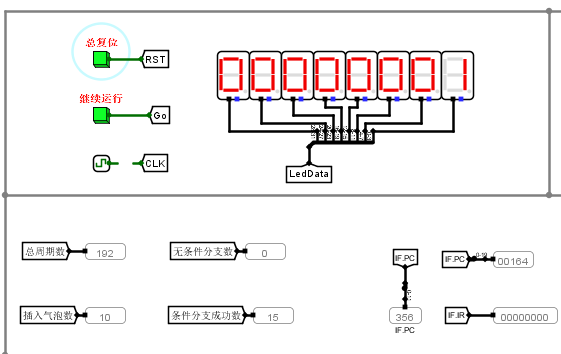 总复位
RST
继续运行
Go
CLK
00000001
LedData
总周期数 192
无条件分支数 0
IF.PC
IF.PC 00164
插入气泡数 10
条件分支成功数 15
356
IF.PC
IF.IR 00000000